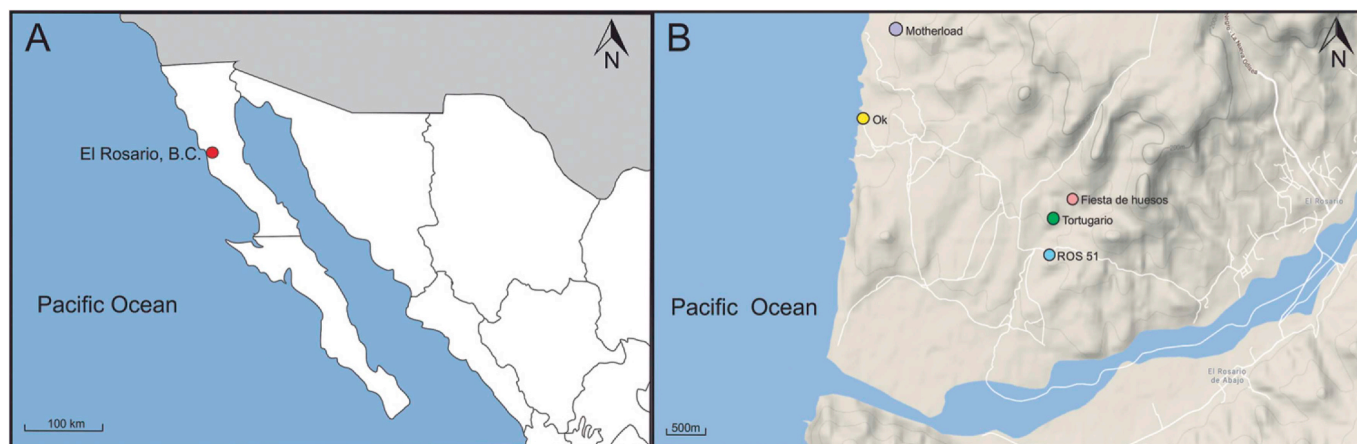 A
N
El Rosario, B.C.
Pacific Ocean
100 km
B
N
Motherload
Ok
Fiesta de huesos
Tortugario
ROS 51
El Rosario
Pacific Ocean
El Rosario
de Abajo
500m